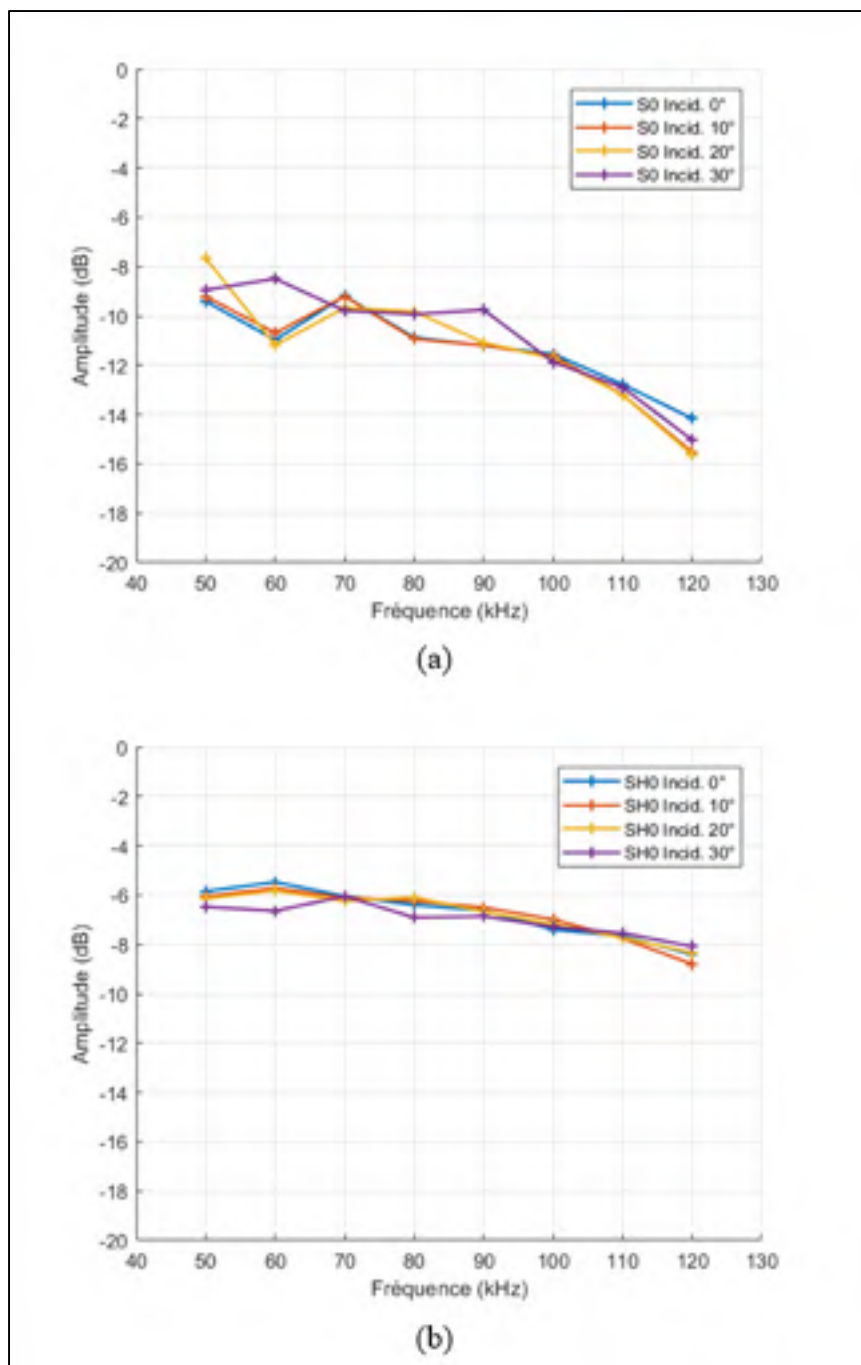 0
-2
-4
-6
-8
-10
-12
-14
-16
-18
-20
Amplitude (dB)
S0 Incid. 0°
S0 Incid. 10°
S0 Incid. 20°
S0 Incid. 30°
40 50 60 70 80 90 100 110 120 130
Fréquence (kHz)
(a)
0
-2
-4
-6
-8
-10
-12
-14
-16
-18
-20
Amplitude (dB)
SH0 Incid. 0°
SH0 Incid. 10°
SH0 Incid. 20°
SH0 Incid. 30°
40 50 60 70 80 90 100 110 120 130
Fréquence (kHz)
(b)